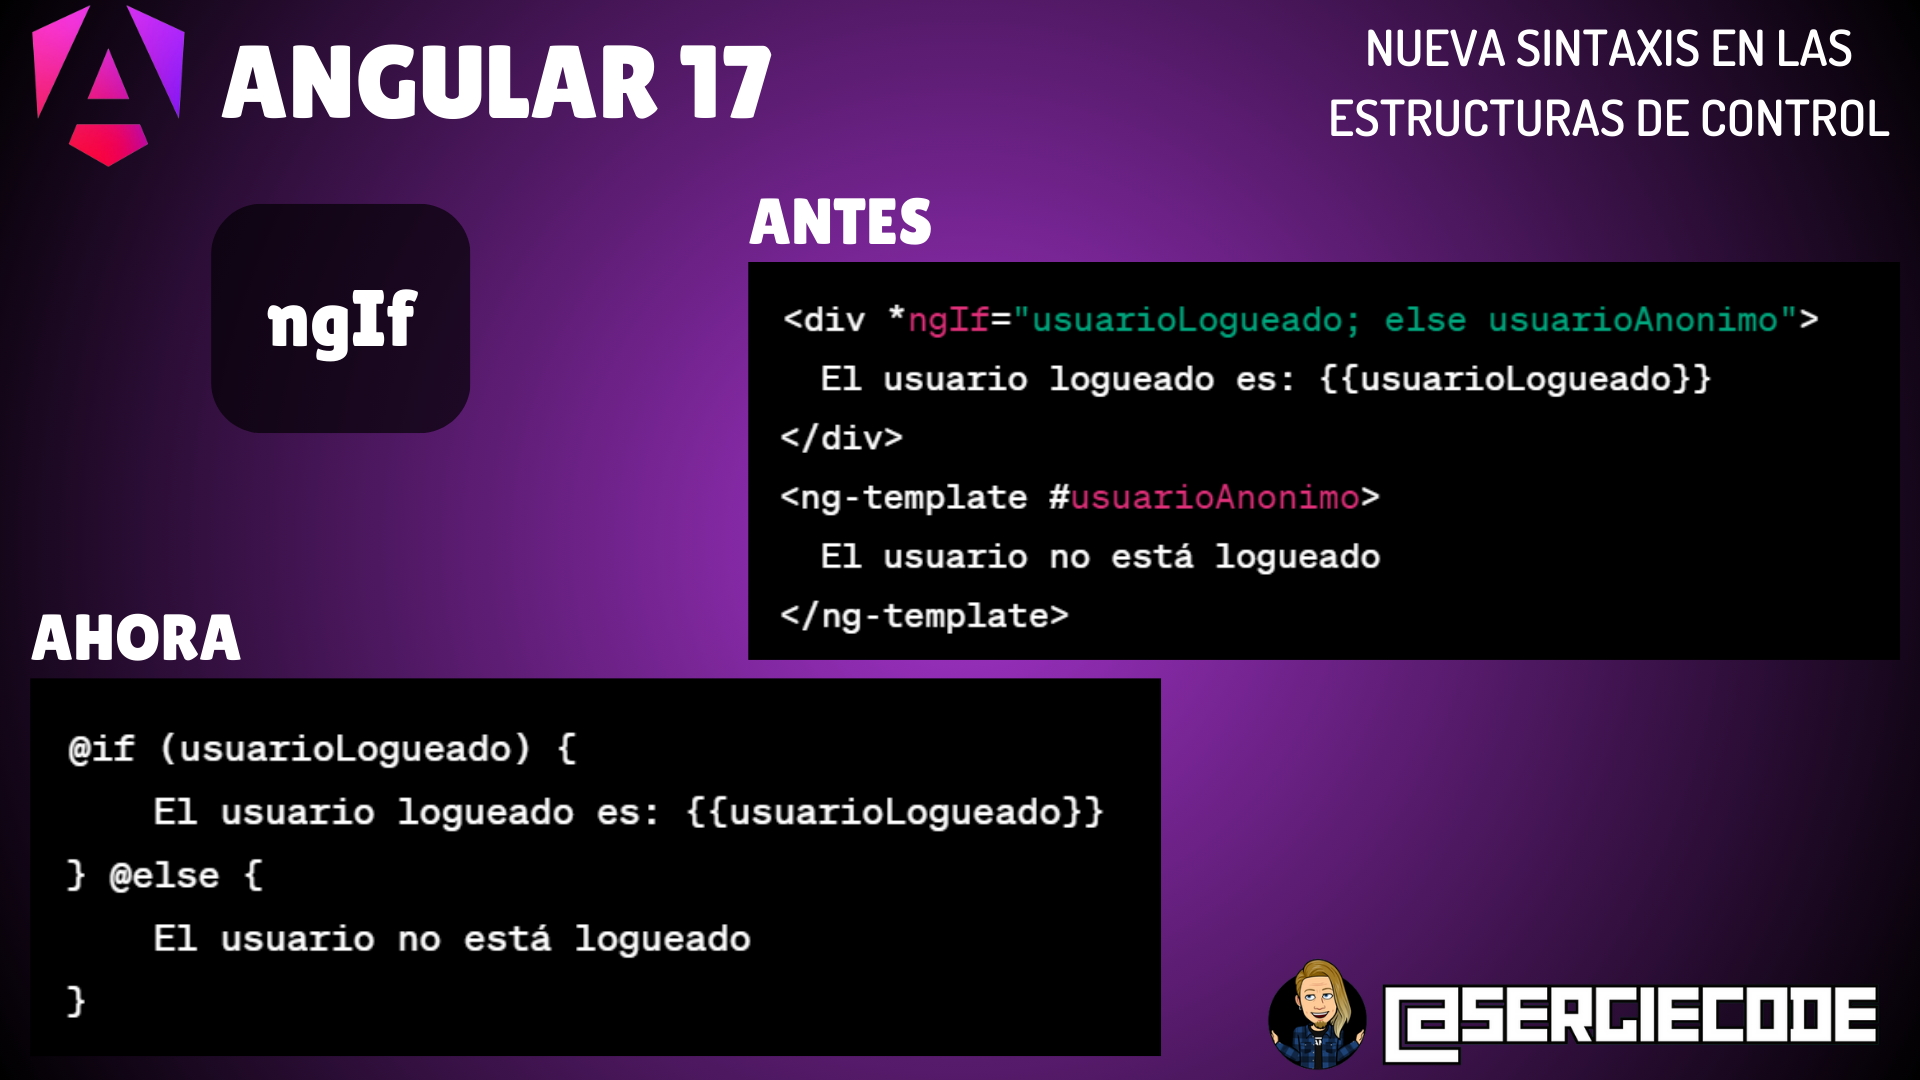 ANGULAR 17
NUEVA SINTAXIS EN LAS
ESTRUCTURAS DE CONTROL
ngIf
ANTES
<div *ngIf="usuarioLogueado; else usuarioAnonimo">
  El usuario logueado es: {{usuarioLogueado}}
</div>
<ng-template #usuarioAnonimo>
  El usuario no está logueado
</ng-template>
AHORA
@if (usuarioLogueado) {
    El usuario logueado es: {{usuarioLogueado}}
} @else {
    El usuario no está logueado
}
@SERGIECODE